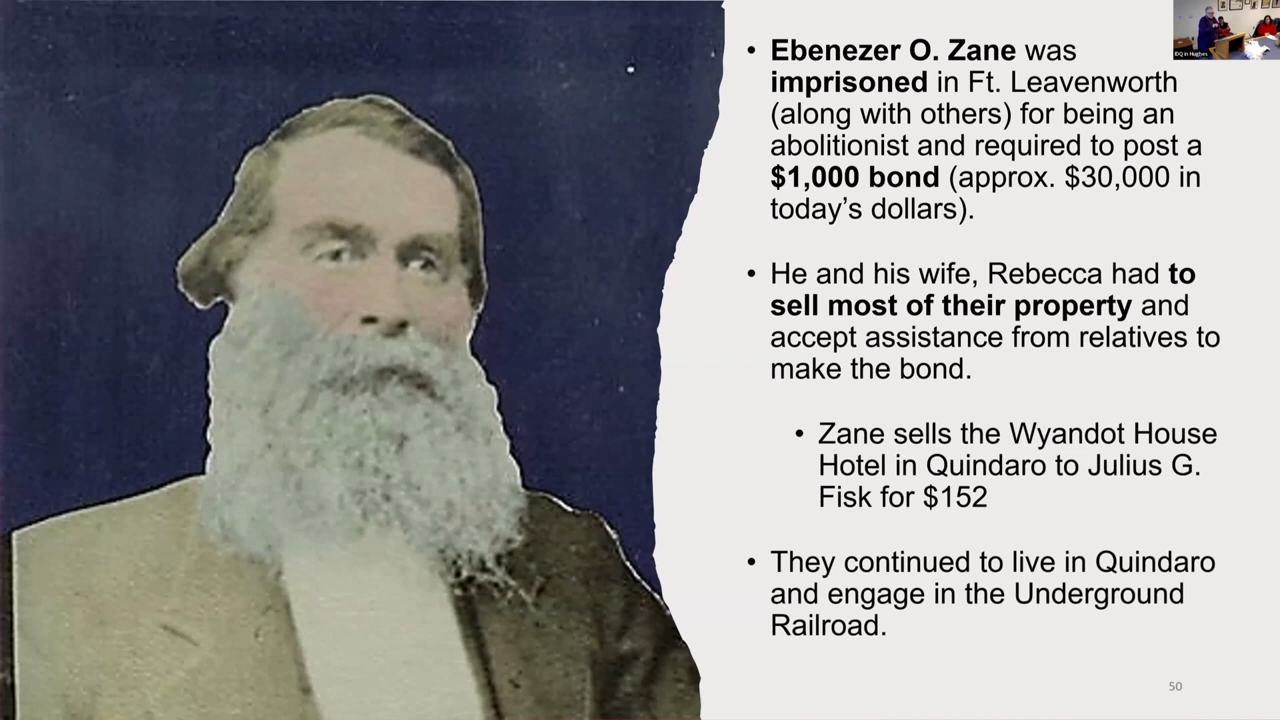 • Ebenezer O. Zane was
imprisoned in Ft. Leavenworth
(along with others) for being an
abolitionist and required to post a
$1,000 bond (approx. $30,000 in
today’s dollars).
• He and his wife, Rebecca had to
sell most of their property and
accept assistance from relatives to
make the bond.
• Zane sells the Wyandot House
Hotel in Quindaro to Julius G.
Fisk for $152
• They continued to live in Quindaro
and engage in the Underground
Railroad.
50